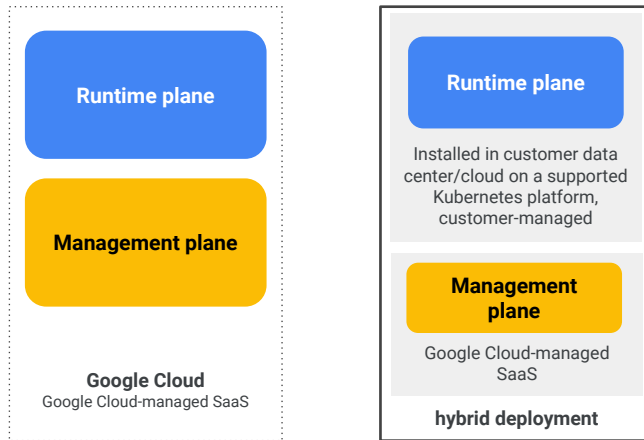 Runtime plane
Management plane
Google Cloud
Google Cloud-managed SaaS
Runtime plane
Installed in customer data
center/cloud on a supported
Kubernetes platform,
customer-managed
Management
plane
Google Cloud-managed
SaaS
hybrid deployment